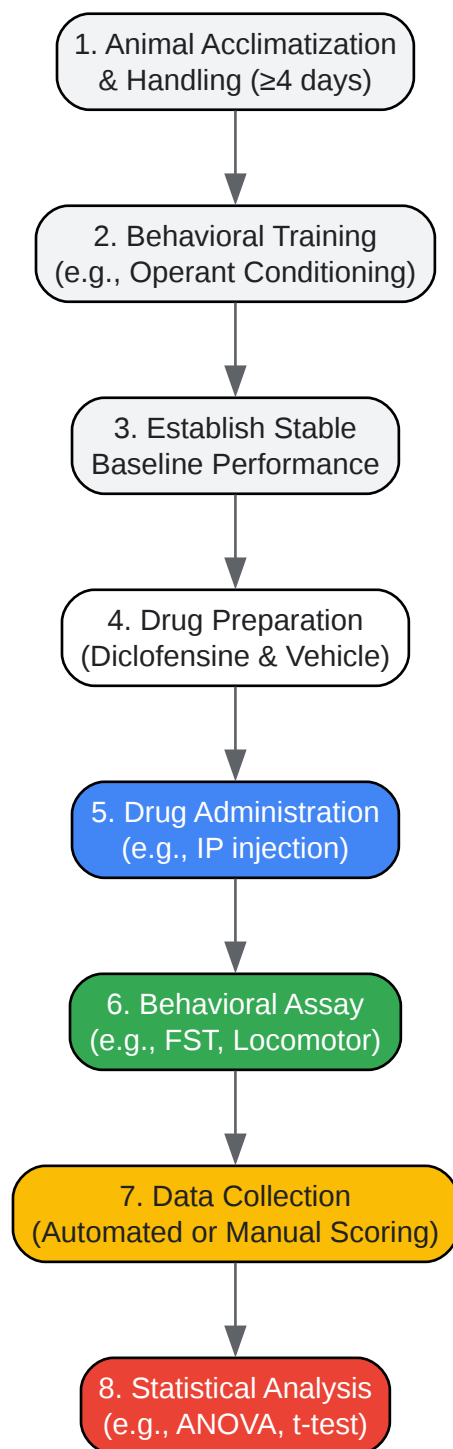 1. Animal Acclimatization
& Handling (≥4 days)
2. Behavioral Training
(e.g., Operant Conditioning)
3. Establish Stable
Baseline Performance
4. Drug Preparation
(Diclofensine & Vehicle)
5. Drug Administration
(e.g., IP injection)
6. Behavioral Assay
(e.g., FST, Locomotor)
7. Data Collection
(Automated or Manual Scoring)
8. Statistical Analysis
(e.g., ANOVA, t-test)